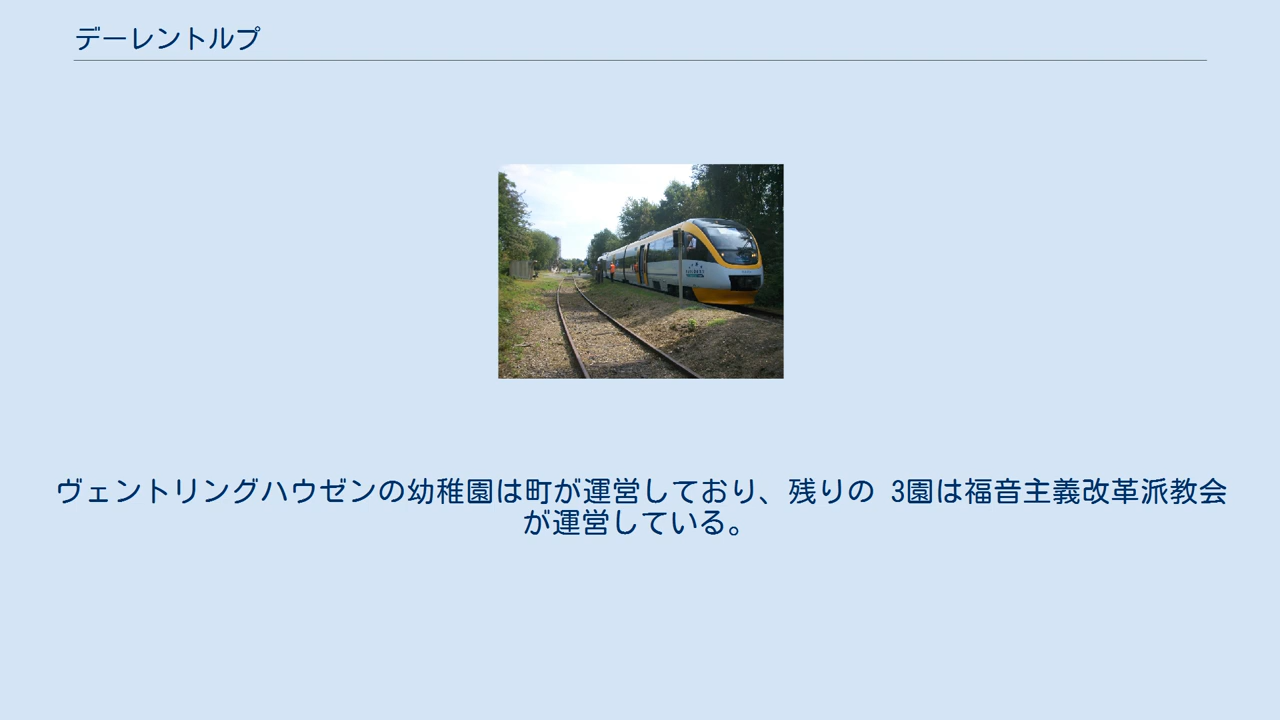 デーレントルプ
ヴェントリングハウゼンの幼稚園は町が運営しており、残りの 3園は福音主義改革派教会
が運営している。